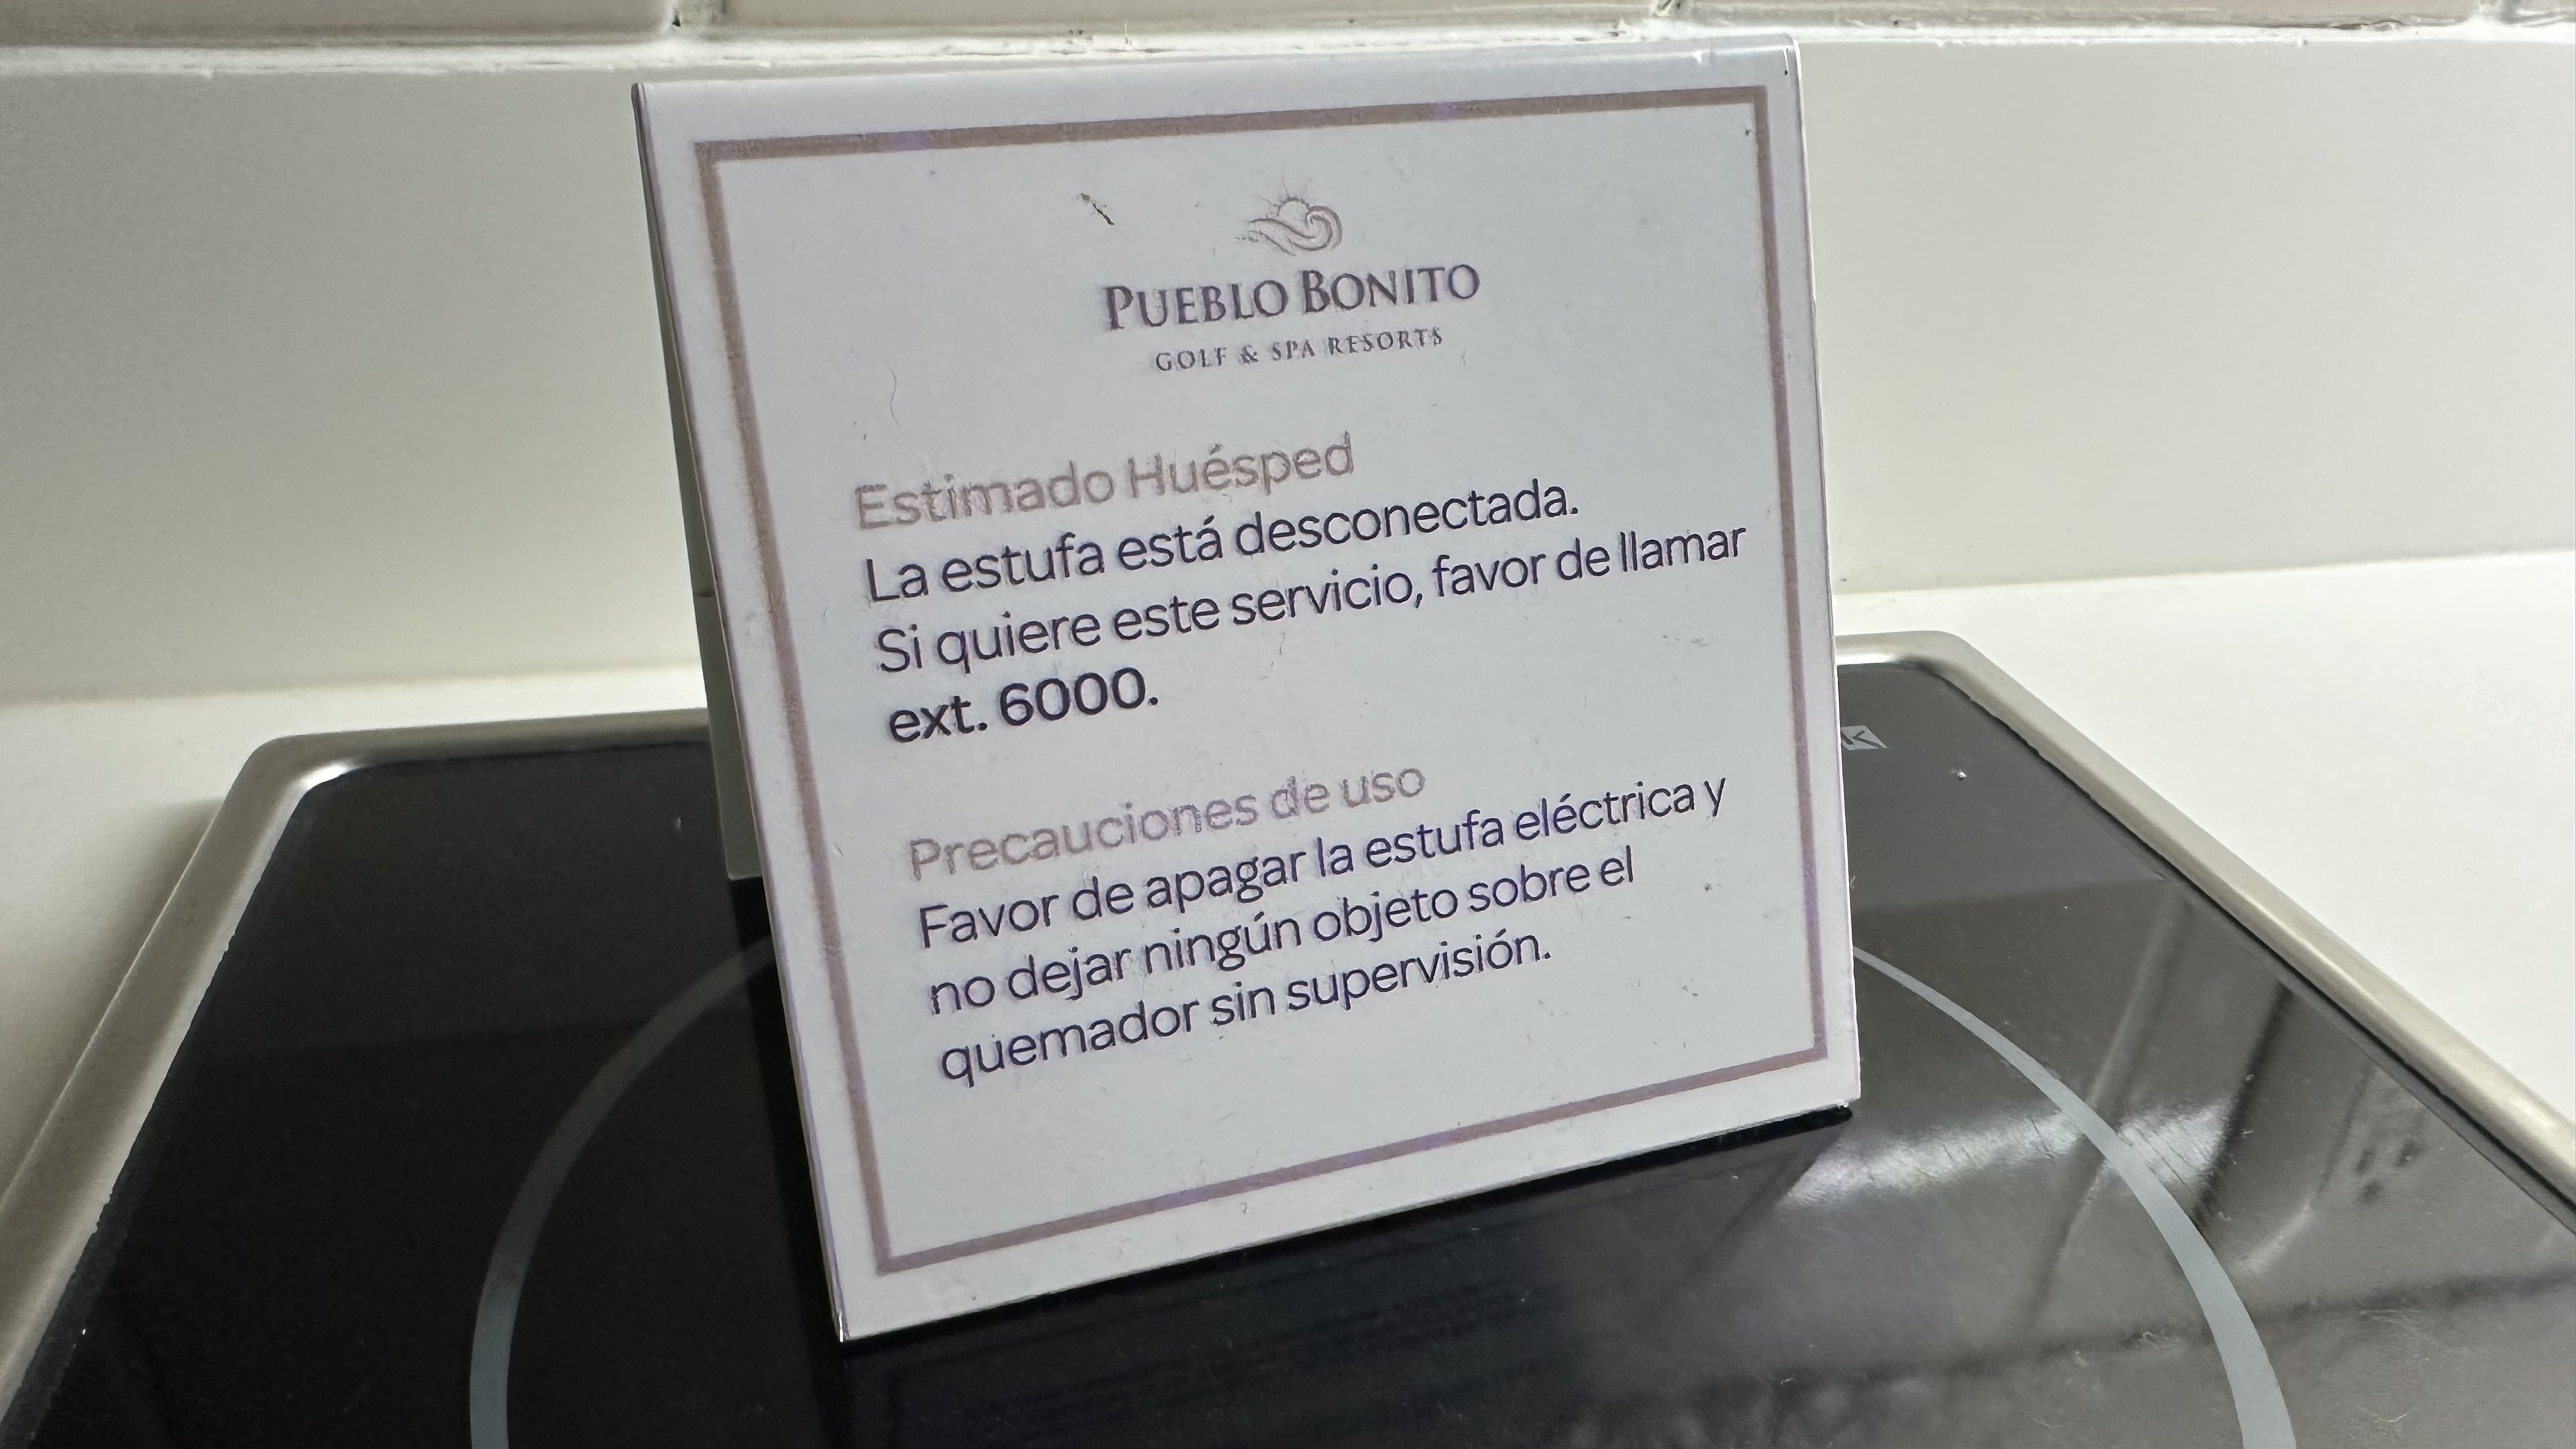 PUEBLO BONITO
GOLF & SPA RESORTS
Estimado Huésped
La estufa está desconectada.
Si quiere este servicio, favor de llamar
ext. 6000.
Precauciones de uso
Favor de apagar la estufa eléctrica y
no dejar ningún objeto sobre el
quemador sin supervisión.